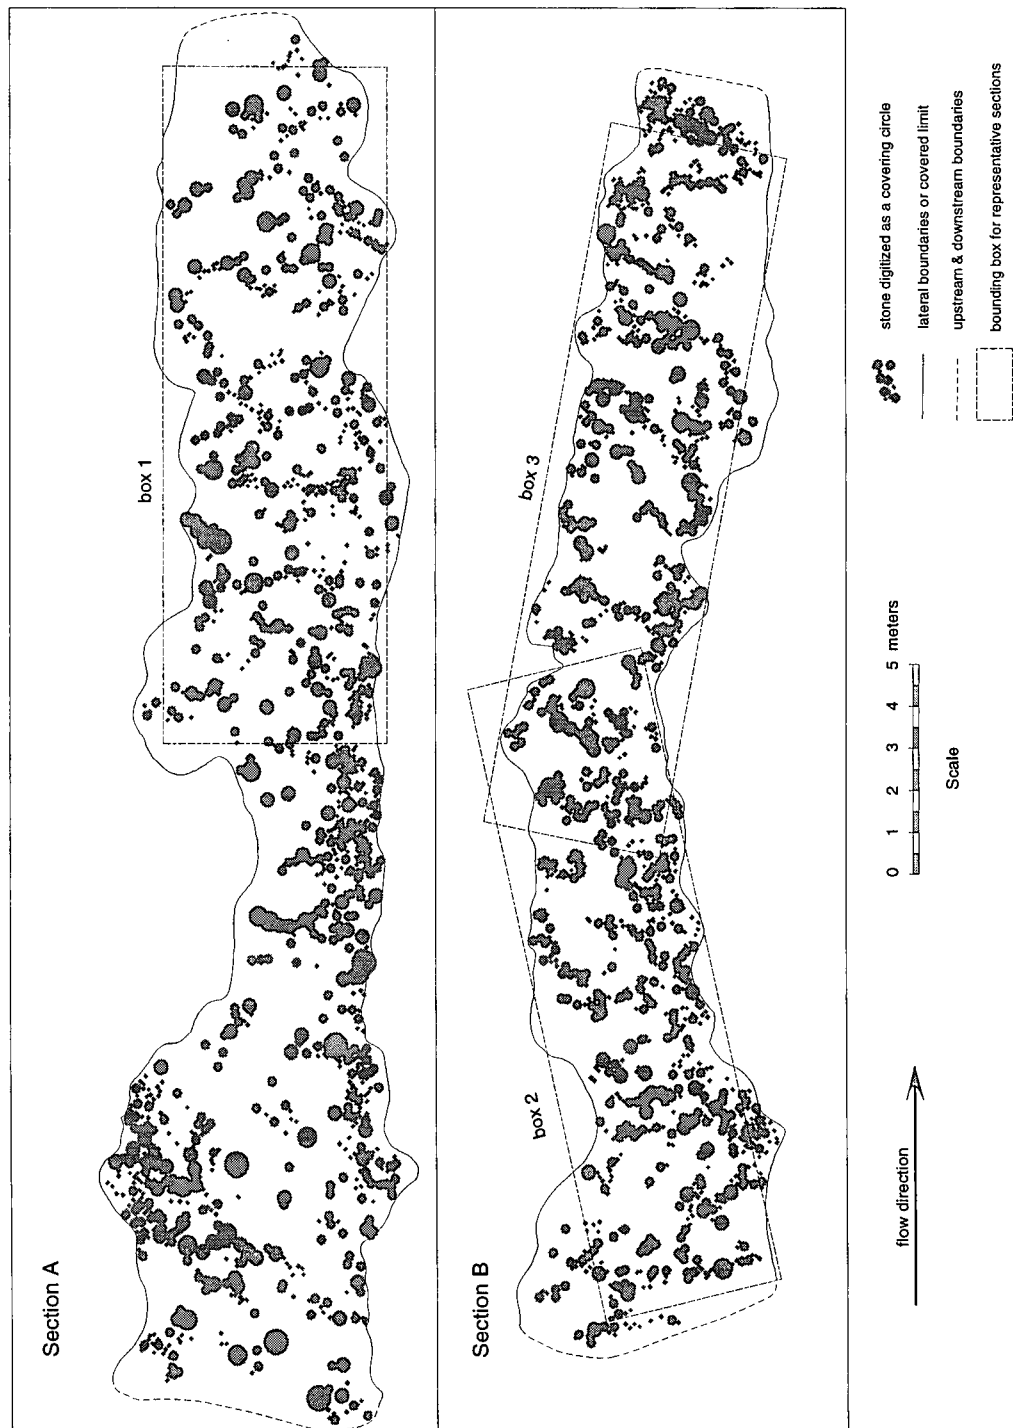 Section A
box 1
Section B
box 2
box 3
flow direction
0 1 2 3 4 5 meters
Scale
stone digitized as a covering circle
lateral boundaries or covered limit
upstream & downstream boundaries
bounding box for representative sections